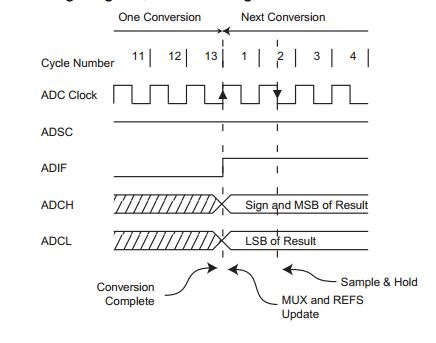 One Conversion Next Conversion
Cycle Number 11 12 13 1 2 3 4
ADC Clock
ADSC
ADIF
ADCH Sign and MSB of Result
ADCL LSB of Result
Conversion Complete
MUX and REFS Update
Sample & Hold